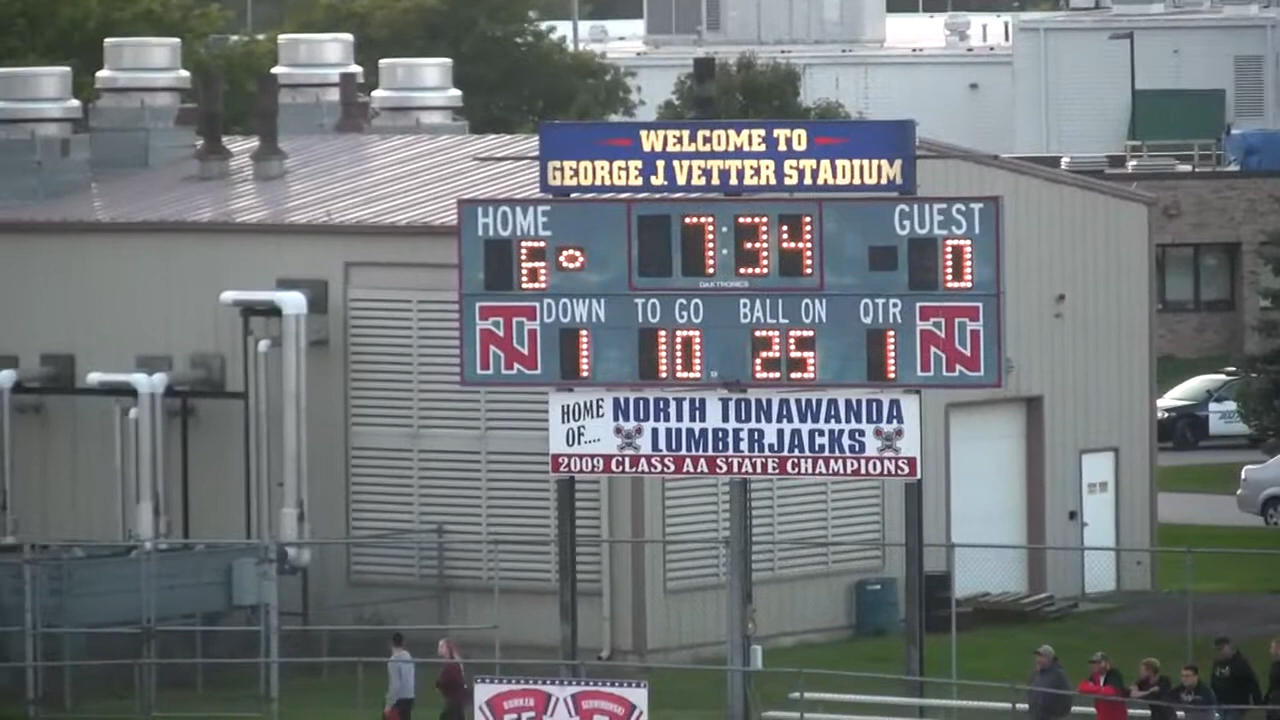 WELCOME TO
GEORGE J. VETTER STADIUM
HOME 7:34 GUEST
6 0
DAKTRONICS
DOWN TO GO BALL ON QTR
NT 1 10 25 1 NT
HOME OF.... NORTH TONAWANDA
LUMBERJACKS
2009 CLASS AA STATE CHAMPIONS